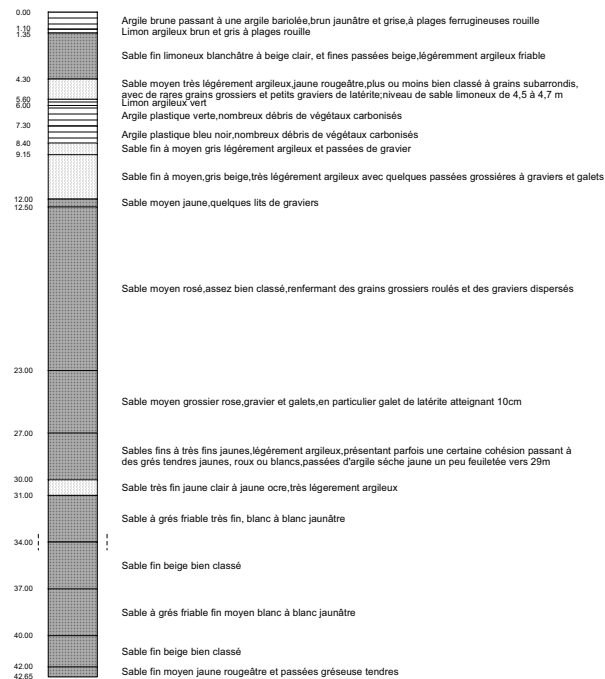 0.00
Argile brune passant à une argile bariolée,brun jaunâtre et grise,à plages ferrugineuses rouille
1.10
Limon argileux brun et gris à plages rouille
1.35
Sable fin limoneux blanchâtre à beige clair, et fines passées beige,légéremment argileux friable
4.30
Sable moyen très légérement argileux,jaune rougeâtre,plus ou moins bien classé à grains subarrondis,
avec de rares grains grossiers et petits graviers de latérite;niveau de sable limoneux de 4,5 à 4,7 m
5.60
Limon argileux vert
6.00
Argile plastique verte,nombreux débris de végétaux carbonisés
7.30
Argile plastique bleu noir,nombreux débris de végétaux carbonisés
8.40
Sable fin à moyen gris légérement argileux et passées de gravier
9.15
Sable fin à moyen,gris beige,très légérement argileux avec quelques passées grossiéres à graviers et galets
12.00
Sable moyen jaune,quelques lits de graviers
12.50
Sable moyen rosé,assez bien classé,renfermant des grains grossiers roulés et des graviers dispersés
23.00
Sable moyen grossier rose,gravier et galets,en particulier galet de latérite atteignant 10cm
27.00
Sables fins à très fins jaunes,légérement argileux,présentant parfois une certaine cohésion passant à
des grés tendres jaunes, roux ou blancs,passées d'argile séche jaune un peu feuiletée vers 29m
30.00
Sable très fin jaune clair à jaune ocre,très légerement argileux
31.00
Sable à grés friable très fin, blanc à blanc jaunâtre
34.00
Sable fin beige bien classé
37.00
Sable à grés friable fin moyen blanc à blanc jaunâtre
40.00
Sable fin beige bien classé
42.00
Sable fin moyen jaune rougeâtre et passées gréseuse tendres
42.65